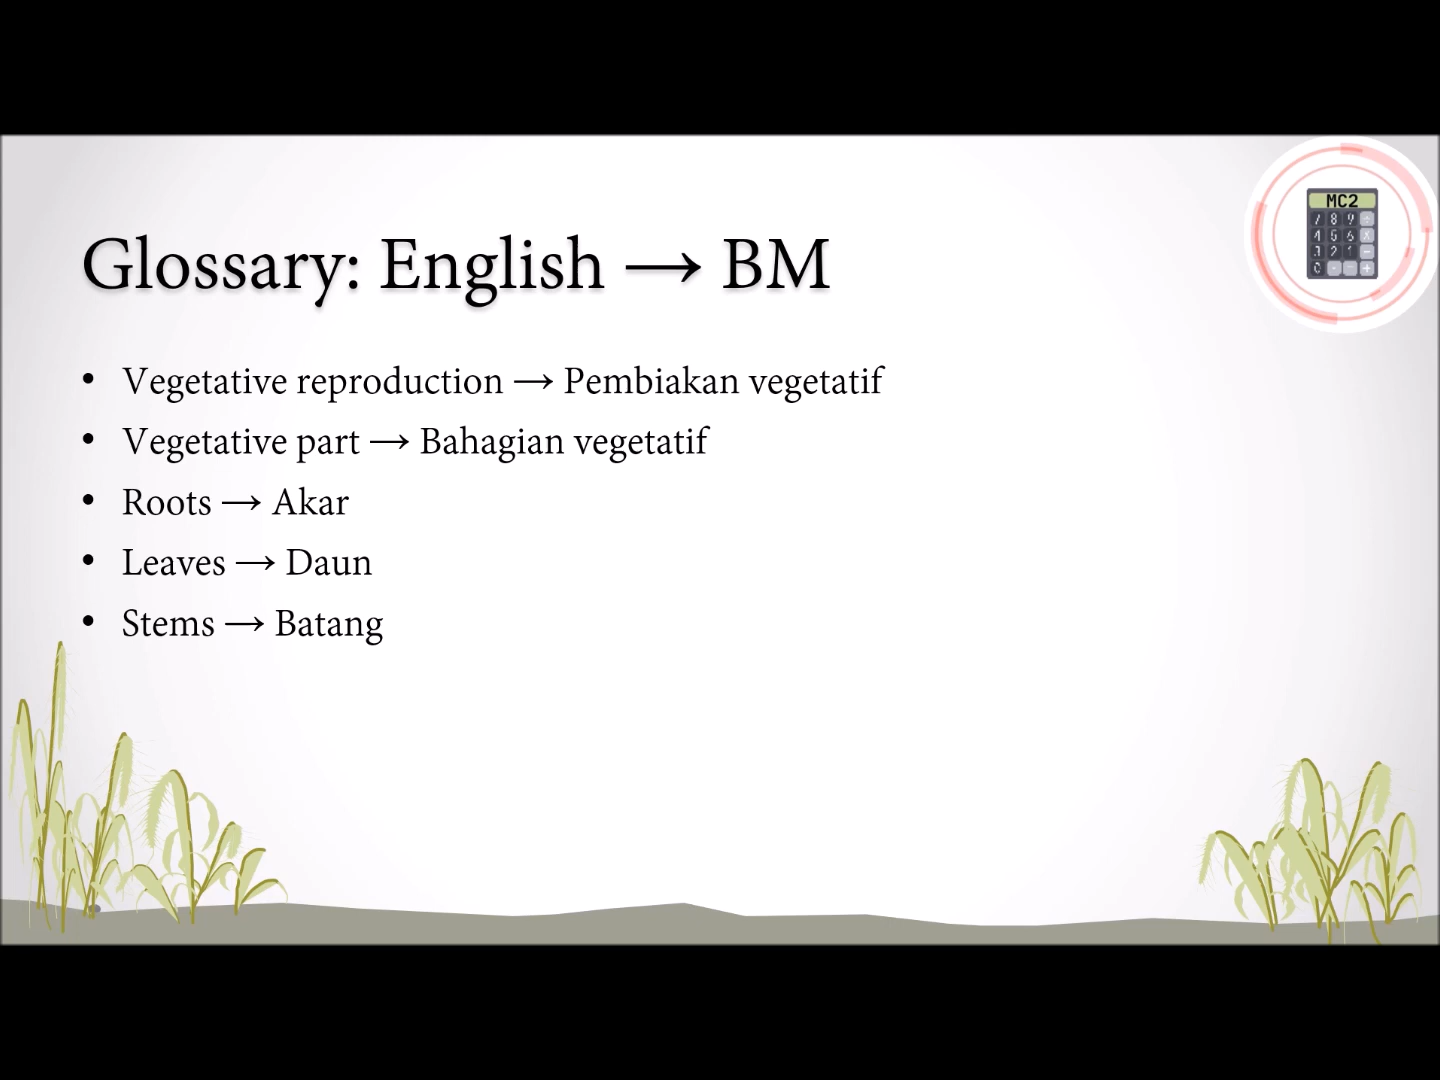 MC2
Glossary: English → BM
• Vegetative reproduction → Pembiakan vegetatif
• Vegetative part → Bahagian vegetatif
• Roots → Akar
• Leaves → Daun
• Stems → Batang